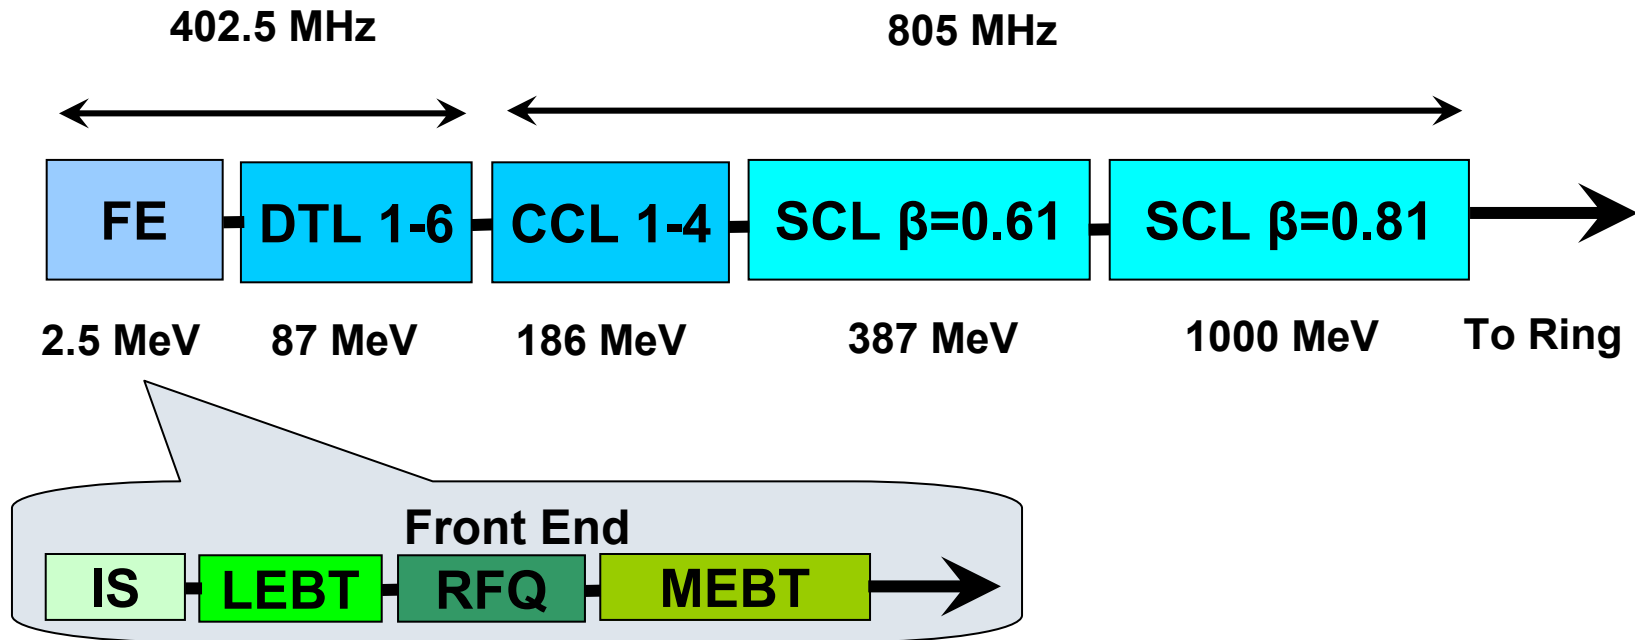 402.5 MHz
805 MHz
FE
DTL 1-6
CCL 1-4
SCL β=0.61
SCL β=0.81
2.5 MeV
87 MeV
186 MeV
387 MeV
1000 MeV
To Ring
Front End
IS
LEBT
RFQ
MEBT